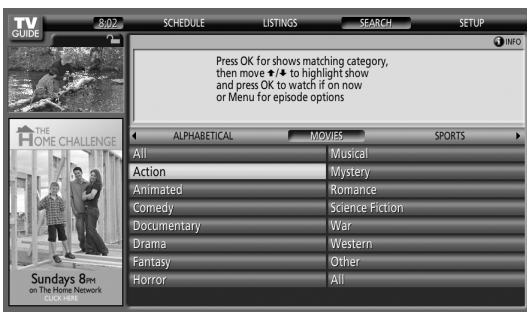 TV GUIDE 8:02 SCHEDULE LISTINGS SEARCH SETUP
INFO
Press OK for shows matching category,
then move ↑/↓ to highlight show
and press OK to watch if on now
or Menu for episode options
THE
HOME CHALLENGE
ALPHABETICAL MOVIES SPORTS
All Musical
Action Mystery
Animated Romance
Comedy Science Fiction
Documentary War
Drama Western
Fantasy Other
Horror All
Sundays 8PM
on The Home Network
CLICK HERE